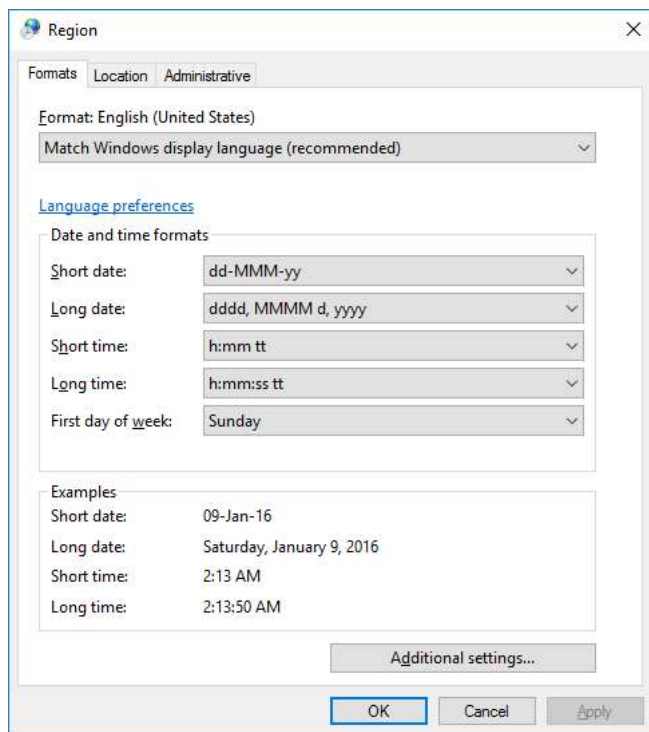 Region
Formats Location Administrative
Format: English (United States)
Match Windows display language (recommended)
Language preferences
Date and time formats
Short date: dd-MMM-yy
Long date: dddd, MMMM d, yyyy
Short time: h:mm tt
Long time: h:mm:ss tt
First day of week: Sunday
Examples
Short date: 09-Jan-16
Long date: Saturday, January 9, 2016
Short time: 2:13 AM
Long time: 2:13:50 AM
Additional settings...
OK Cancel Apply